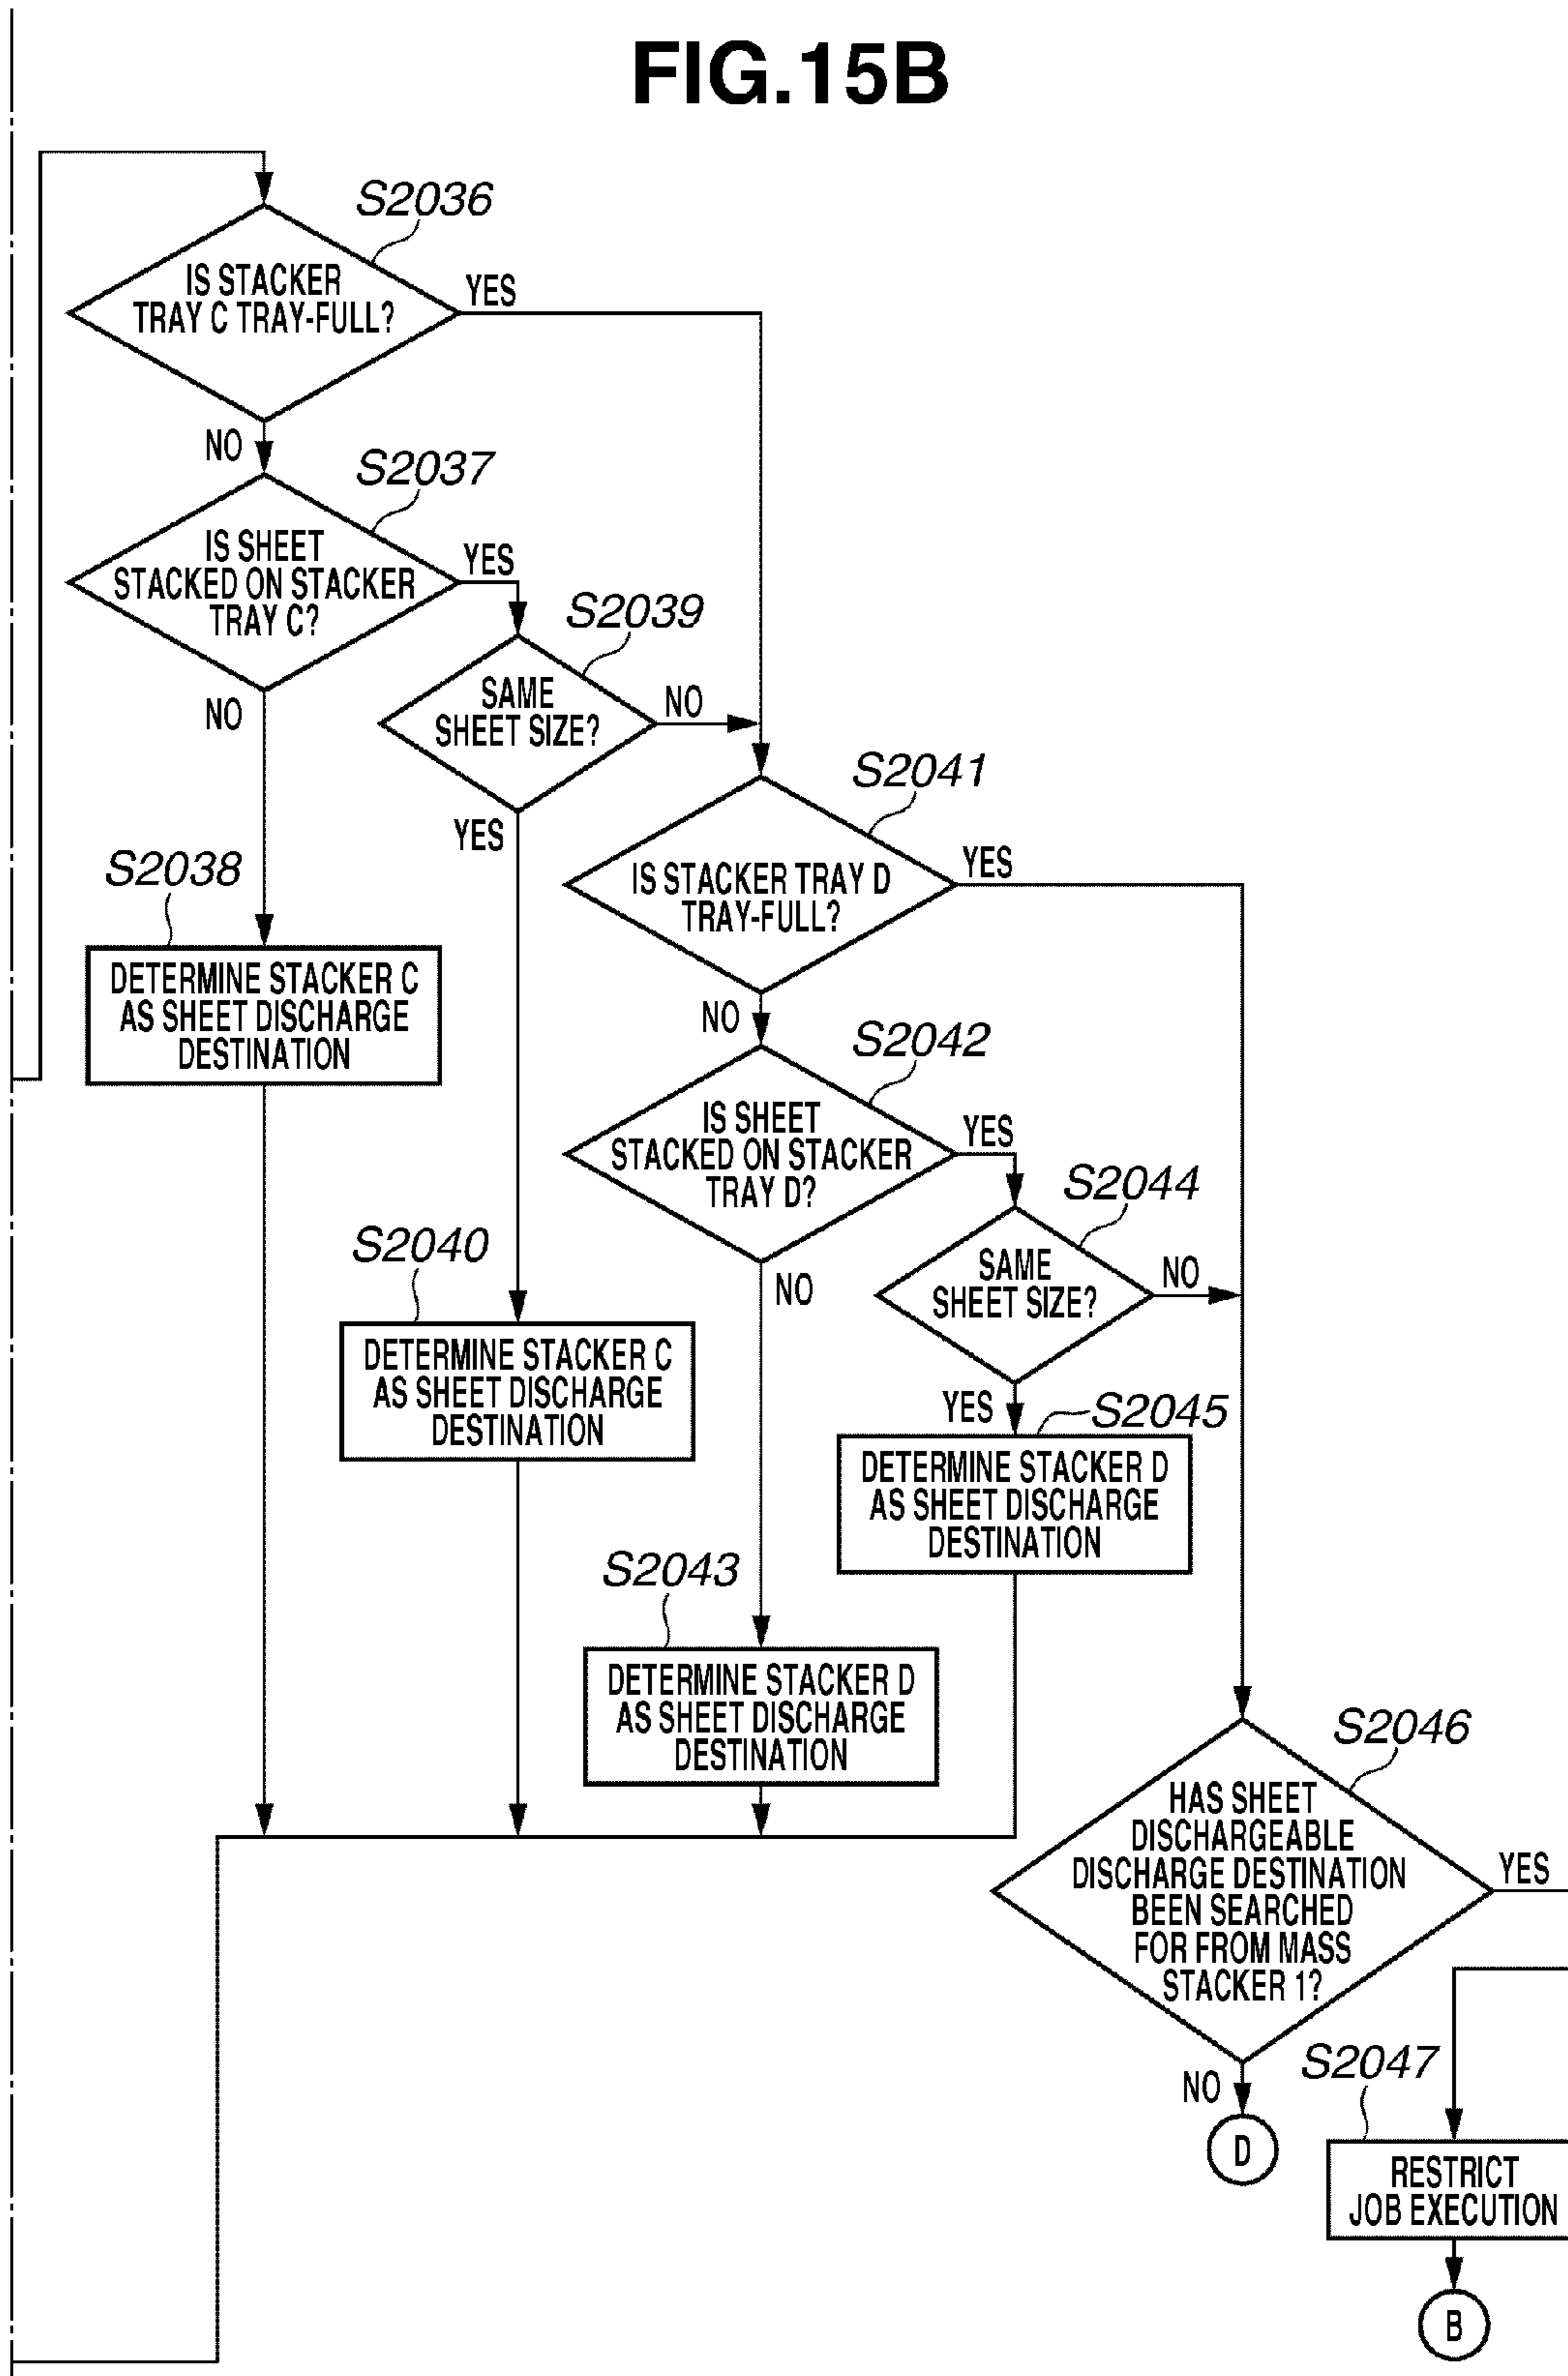 FIG.15B
S2036
IS STACKER
TRAY C TRAY-FULL?
YES
NO
S2037
IS SHEET
STACKED ON STACKER
TRAY C?
YES
NO
S2039
SAME
SHEET SIZE?
NO
YES
S2038
DETERMINE STACKER C
AS SHEET DISCHARGE
DESTINATION
S2041
IS STACKER TRAY D
TRAY-FULL?
YES
NO
S2042
IS SHEET
STACKED ON STACKER
TRAY D?
YES
NO
S2044
SAME
SHEET SIZE?
NO
YES
S2040
DETERMINE STACKER C
AS SHEET DISCHARGE
DESTINATION
S2045
DETERMINE STACKER D
AS SHEET DISCHARGE
DESTINATION
S2043
DETERMINE STACKER D
AS SHEET DISCHARGE
DESTINATION
S2046
HAS SHEET
DISCHARGEABLE
DISCHARGE DESTINATION
BEEN SEARCHED
FOR FROM MASS
STACKER 1?
YES
NO
D
S2047
RESTRICT
JOB EXECUTION
B